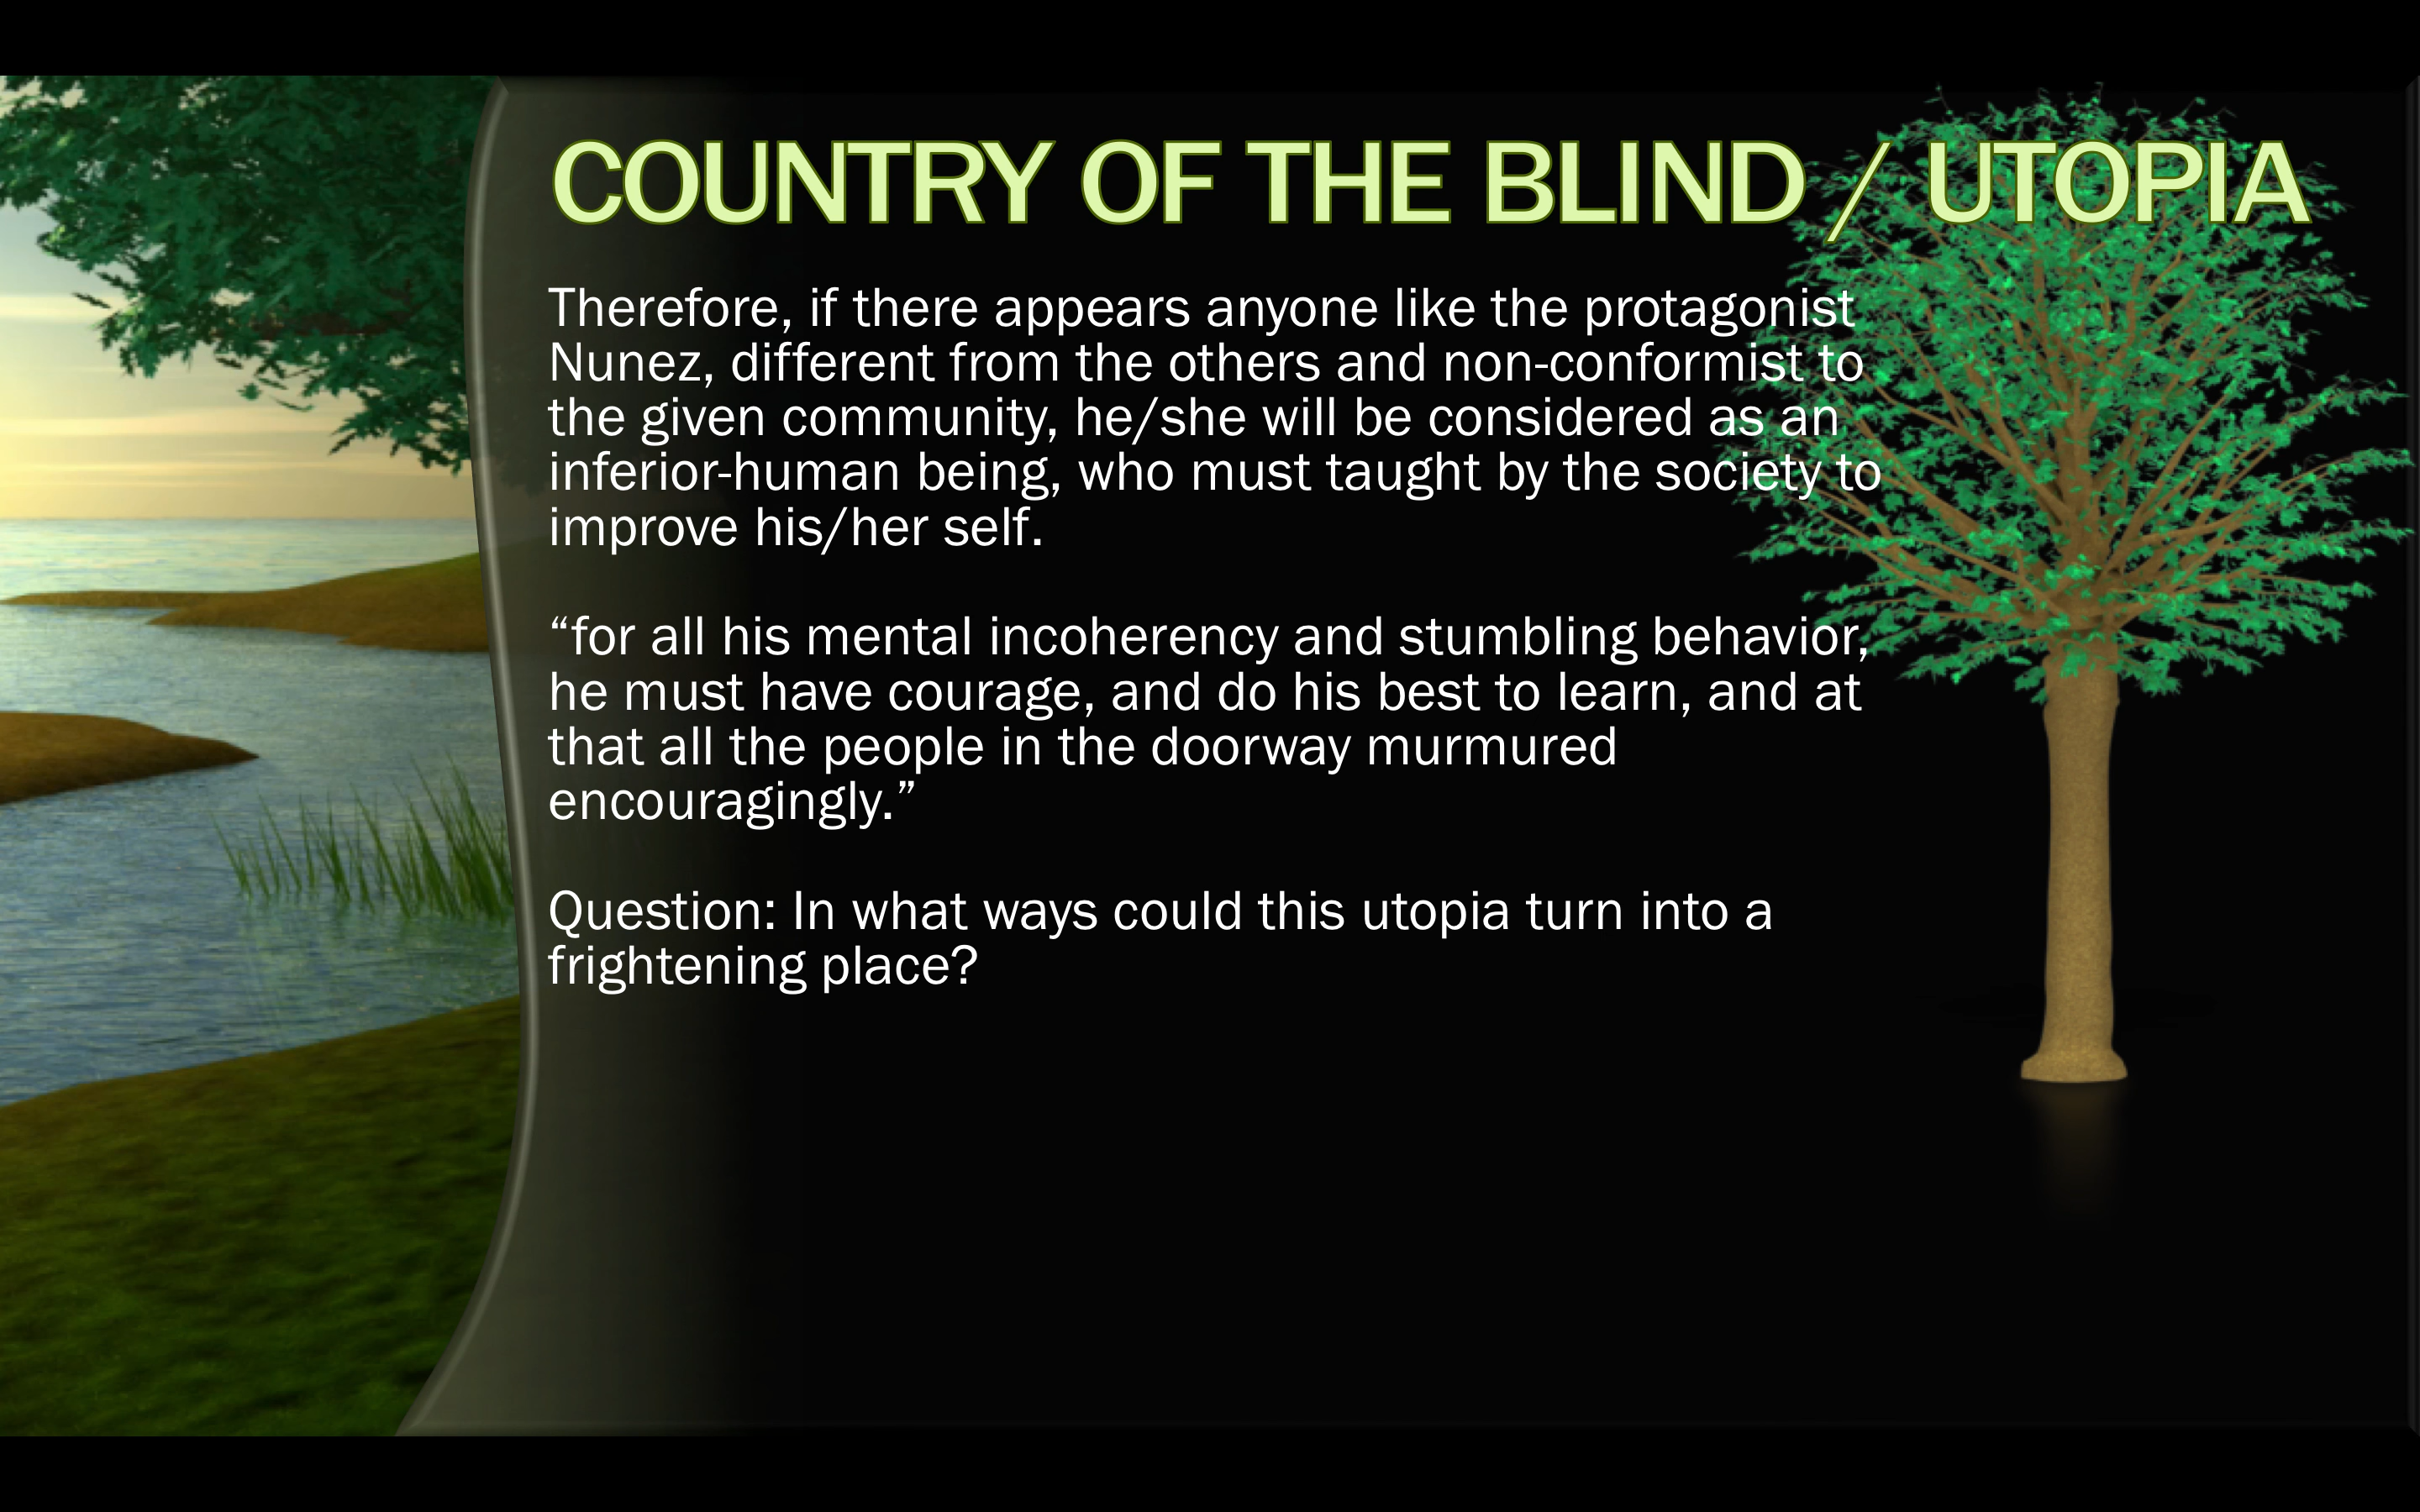 COUNTRY OF THE BLIND / UTOPIA
Therefore, if there appears anyone like the protagonist
Nunez, different from the others and non-conformist to
the given community, he/she will be considered as an
inferior-human being, who must taught by the society to
improve his/her self.
“for all his mental incoherency and stumbling behavior,
he must have courage, and do his best to learn, and at
that all the people in the doorway murmured
encouragingly.”
Question: In what ways could this utopia turn into a
frightening place?